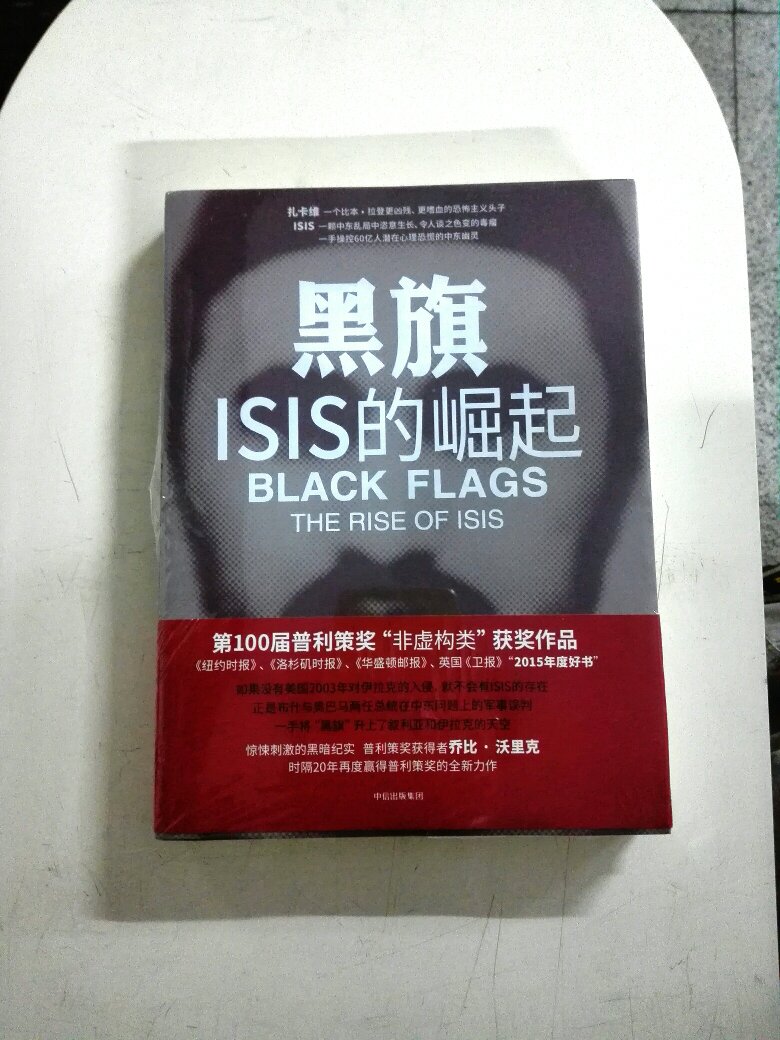 扎卡维 一个比本·拉登更凶残、更嗜血的恐怖主义头子
ISIS 一颗中东乱局中恣意生长、令人谈之色变的毒瘤
一手操控60亿人潜在心理恐慌的中东幽灵
黑旗
ISIS的崛起
BLACK FLAGS
THE RISE OF ISIS
第100届普利策奖“非虚构类”获奖作品
《纽约时报》、《洛杉矶时报》、《华盛顿邮报》、英国《卫报》“2015年度好书”
如果没有美国2003年对伊拉克的入侵，就不会有ISIS的存在
正是布什与奥巴马两任总统在中东问题上的军事误判
一手将“黑旗”升上了叙利亚和伊拉克的天空
惊悚刺激的黑暗纪实 普利策奖获得者乔比·沃里克
时隔20年再度赢得普利策奖的全新力作
中信出版集团